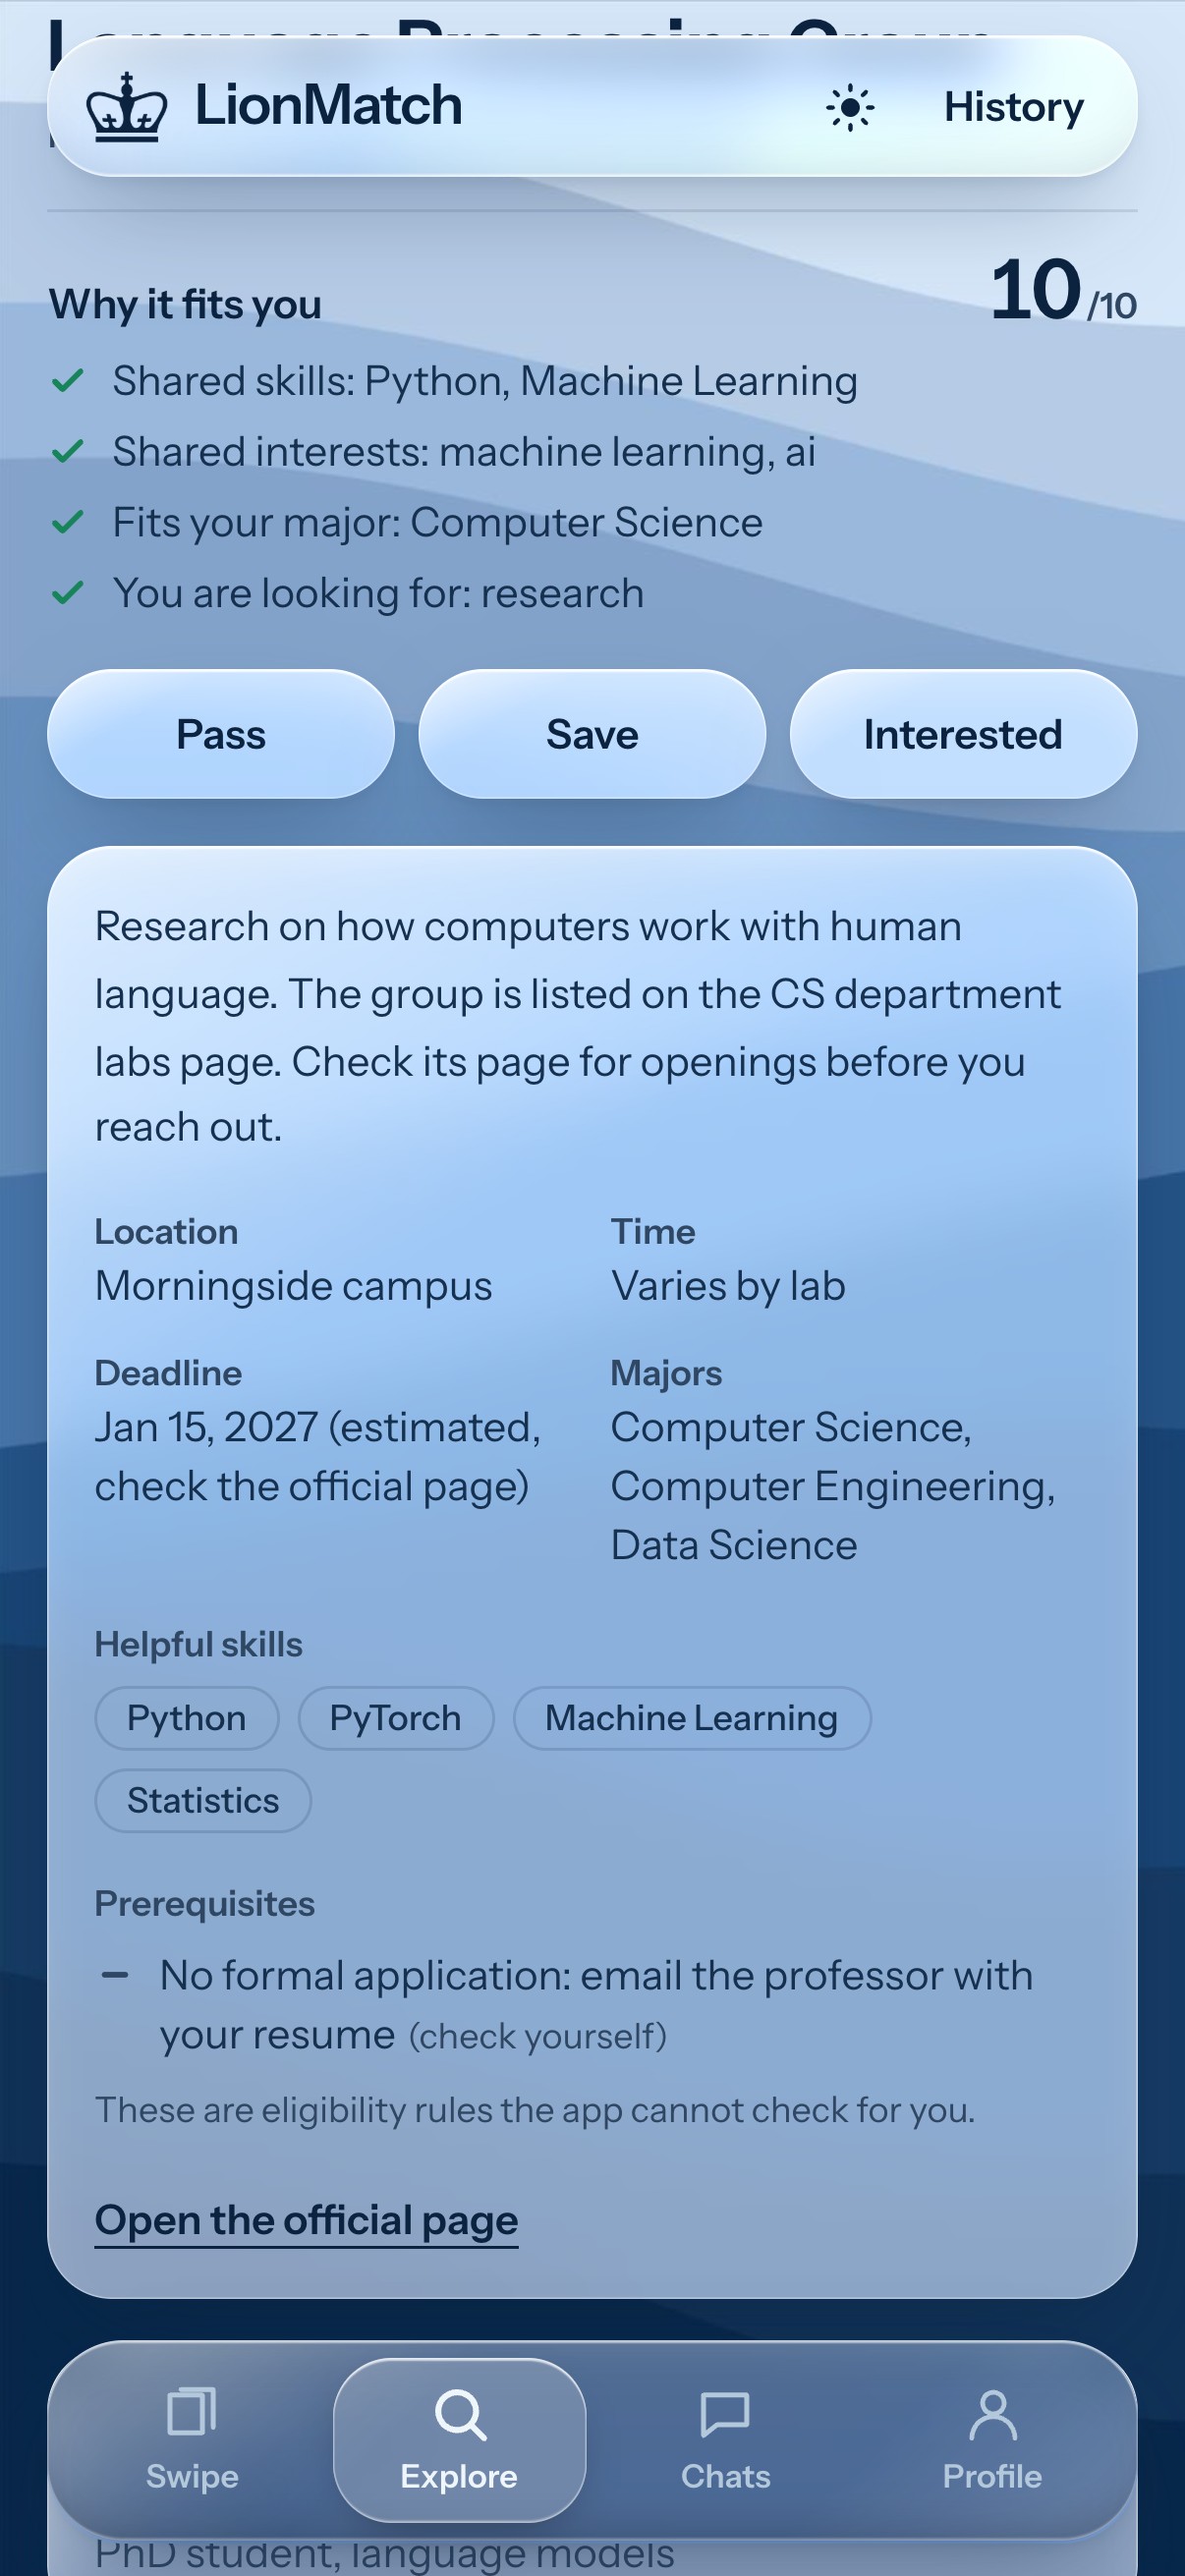 Language Processing Group
LionMatch
History
Why it fits you
10/10
Shared skills: Python, Machine Learning
Shared interests: machine learning, ai
Fits your major: Computer Science
You are looking for: research
Pass
Save
Interested
Research on how computers work with human
language. The group is listed on the CS department
labs page. Check its page for openings before you
reach out.
Location
Morningside campus
Time
Varies by lab
Deadline
Jan 15, 2027 (estimated,
check the official page)
Majors
Computer Science,
Computer Engineering,
Data Science
Helpful skills
Python
PyTorch
Machine Learning
Statistics
Prerequisites
No formal application: email the professor with
your resume (check yourself)
These are eligibility rules the app cannot check for you.
Open the official page
Swipe
Explore
Chats
Profile
PhD student, language models